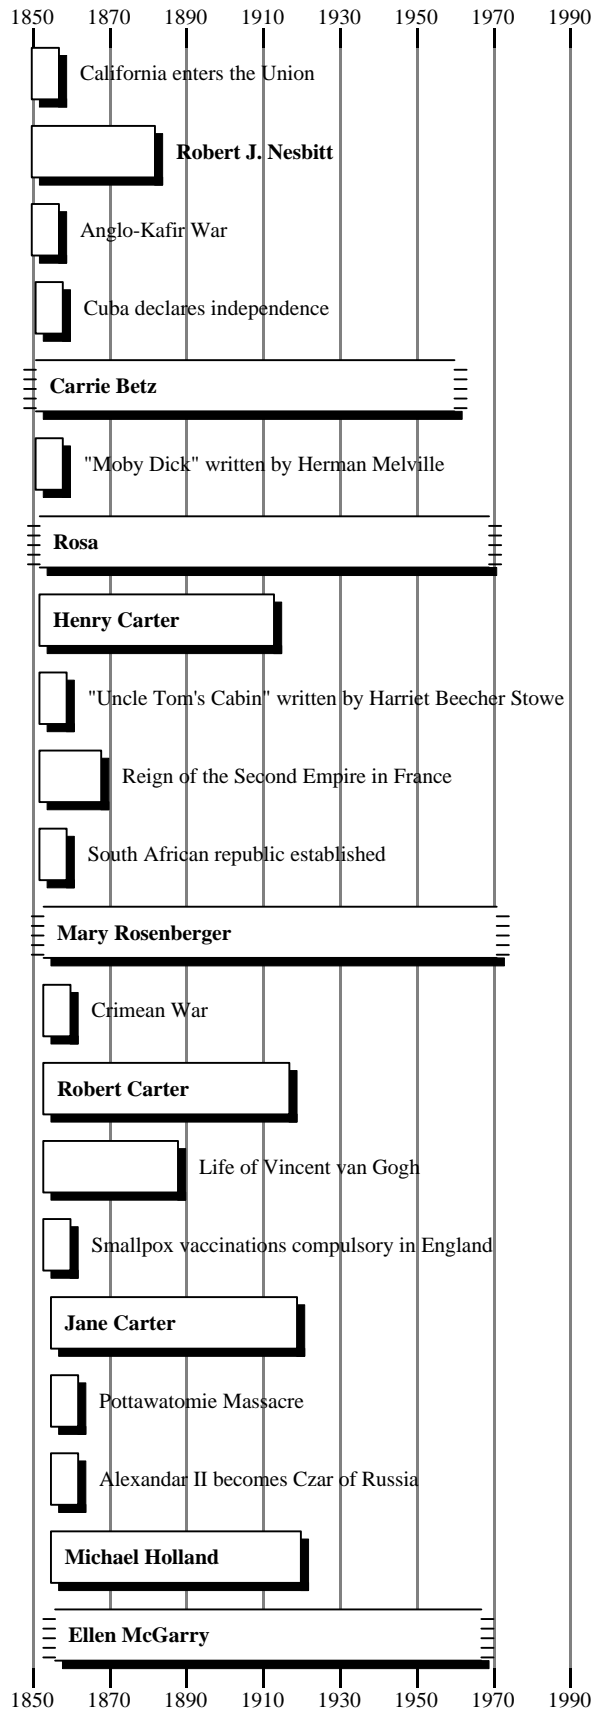 1850 1870 1890 1910 1930 1950 1970 1990
California enters the Union
Robert J. Nesbitt
Anglo-Kafir War
Cuba declares independence
Carrie Betz
"Moby Dick" written by Herman Melville
Rosa
Henry Carter
"Uncle Tom's Cabin" written by Harriet Beecher Stowe
Reign of the Second Empire in France
South African republic established
Mary Rosenberger
Crimean War
Robert Carter
Life of Vincent van Gogh
Smallpox vaccinations compulsory in England
Jane Carter
Pottawatomie Massacre
Alexandar II becomes Czar of Russia
Michael Holland
Ellen McGarry
1850 1870 1890 1910 1930 1950 1970 1990